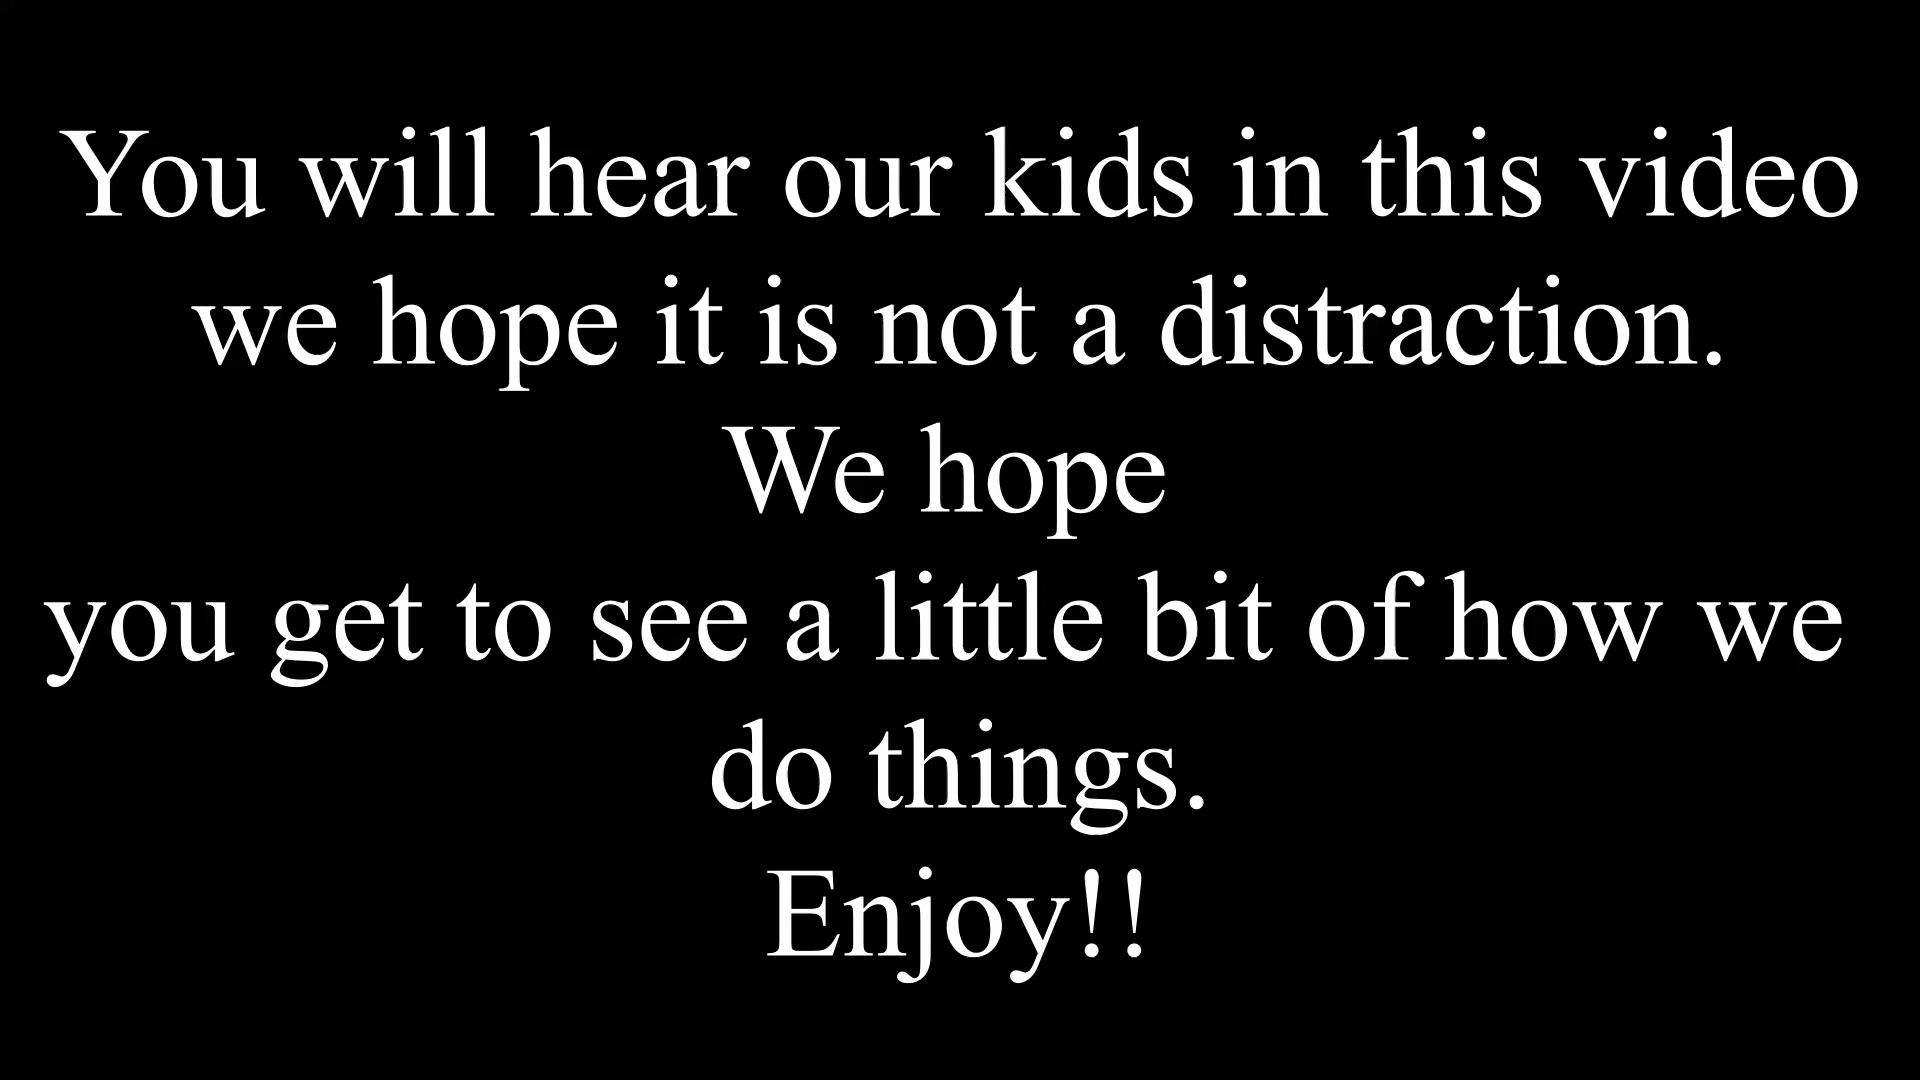 You will hear our kids in this video
we hope it is not a distraction.
We hope
you get to see a little bit of how we
do things.
Enjoy!!